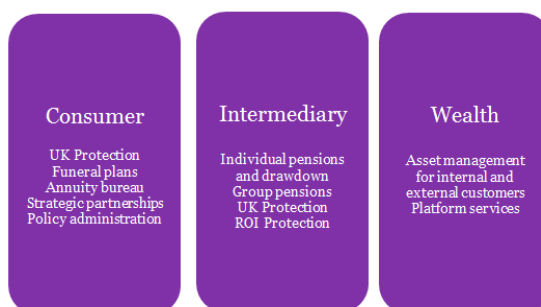 Consumer
UK Protection
Funeral plans
Annuity bureau
Strategic partnerships
Policy administration
Intermediary
Individual pensions
and drawdown
Group pensions
UK Protection
ROI Protection
Wealth
Asset management
for internal and
external customers
Platform services